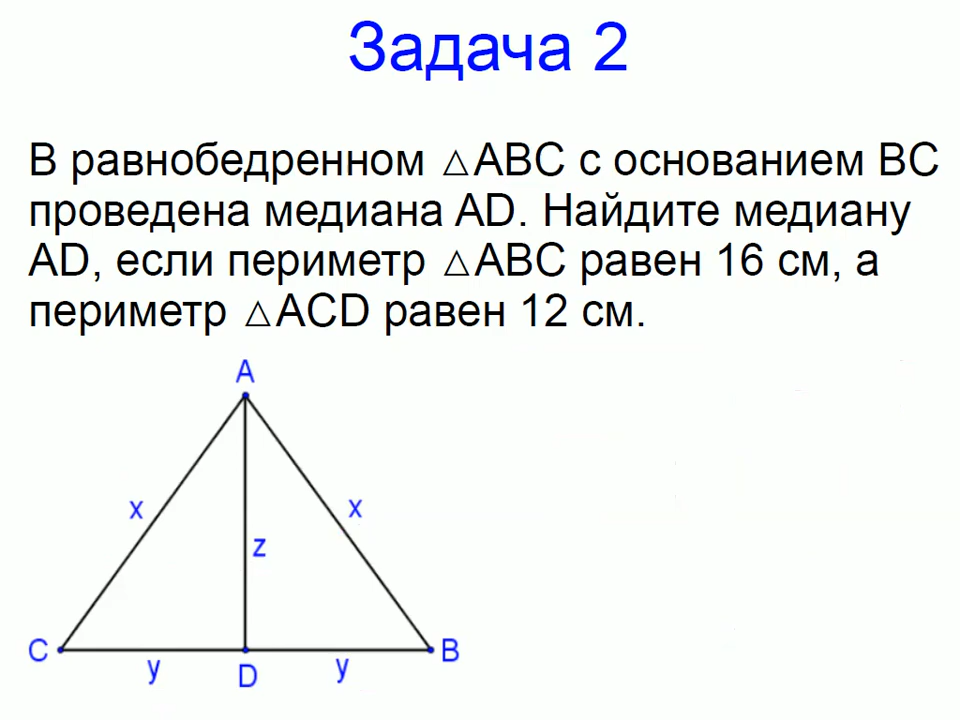 Задача 2
В равнобедренном △ABC с основанием BC
проведена медиана AD. Найдите медиану
AD, если периметр △ABC равен 16 см, а
периметр △ACD равен 12 см.
A
x
x
z
C
B
y
D
y